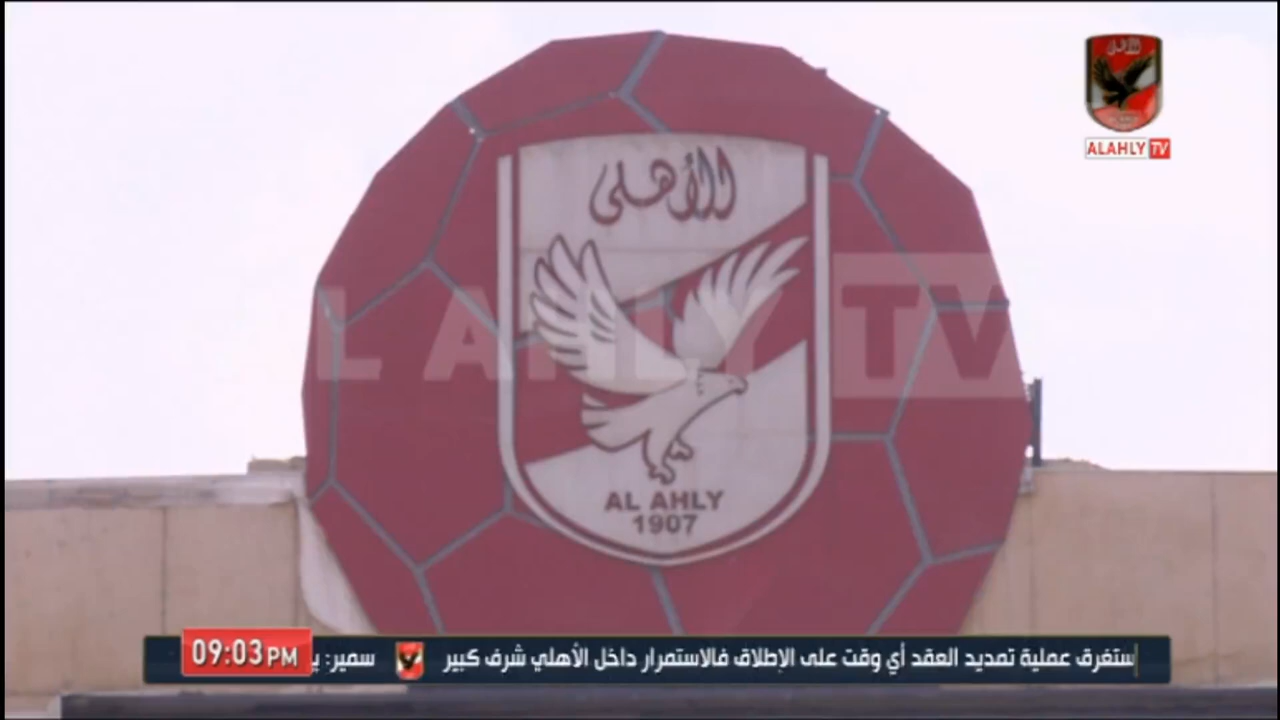 الأهلي
ALAHLY TV
الأهلى
AL AHLY TV
AL AHLY
1907
ستغرق عملية تمديد العقد أي وقت على الإطلاق فالاستمرار داخل الأهلي شرف كبير
سمير: ي
09:03 PM